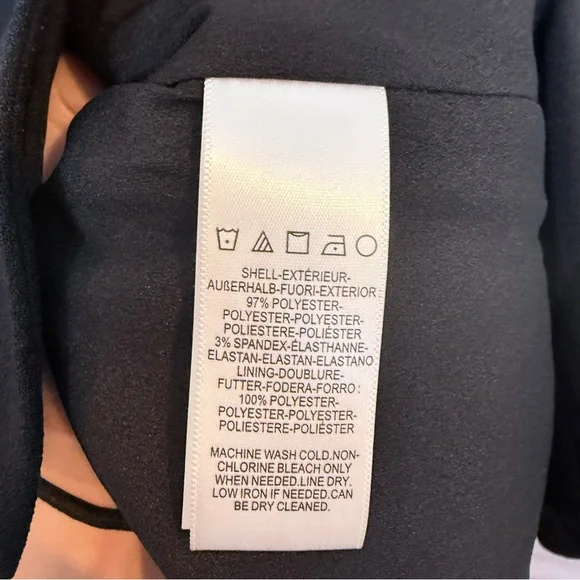 SHELL-EXTÉRIEUR-
AUßERHALB-FUORI-EXTERIOR
97% POLYESTER-
POLYESTER-POLYESTER-
POLIESTERE-POLIÉSTER
3% SPANDEX-ÉLASTHANNE-
ELASTAN-ELASTAN-ELASTANO
LINING-DOUBLURE-
FUTTER-FODERA-FORRO :
100% POLYESTER-
POLYESTER-POLYESTER-
POLIESTERE-POLIÉSTER
MACHINE WASH COLD.NON-
CHLORINE BLEACH ONLY
WHEN NEEDED.LINE DRY.
LOW IRON IF NEEDED.CAN
BE DRY CLEANED.